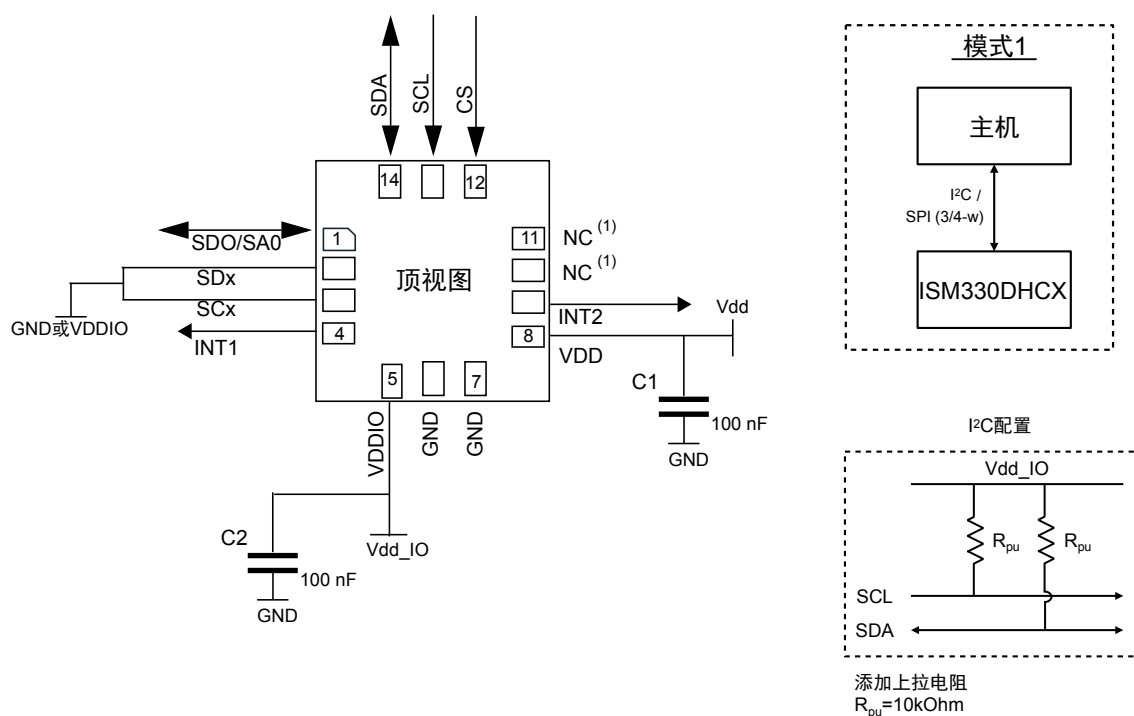 SDA
SCL
CS
14
12
SDO/SA0
1
11
NC (1)
NC (1)
顶视图
SDx
SCx
GND或VDDIO
INT1
4
INT2
8
VDD
Vdd
5
7
VDDIO
GND
GND
C1
100 nF
GND
C2
100 nF
GND
Vdd_IO
模式1
主机
I²C /
SPI (3/4-w)
ISM330DHCX
I²C配置
Vdd_IO
Rpu
Rpu
SCL
SDA
添加上拉电阻
Rpu=10kOhm